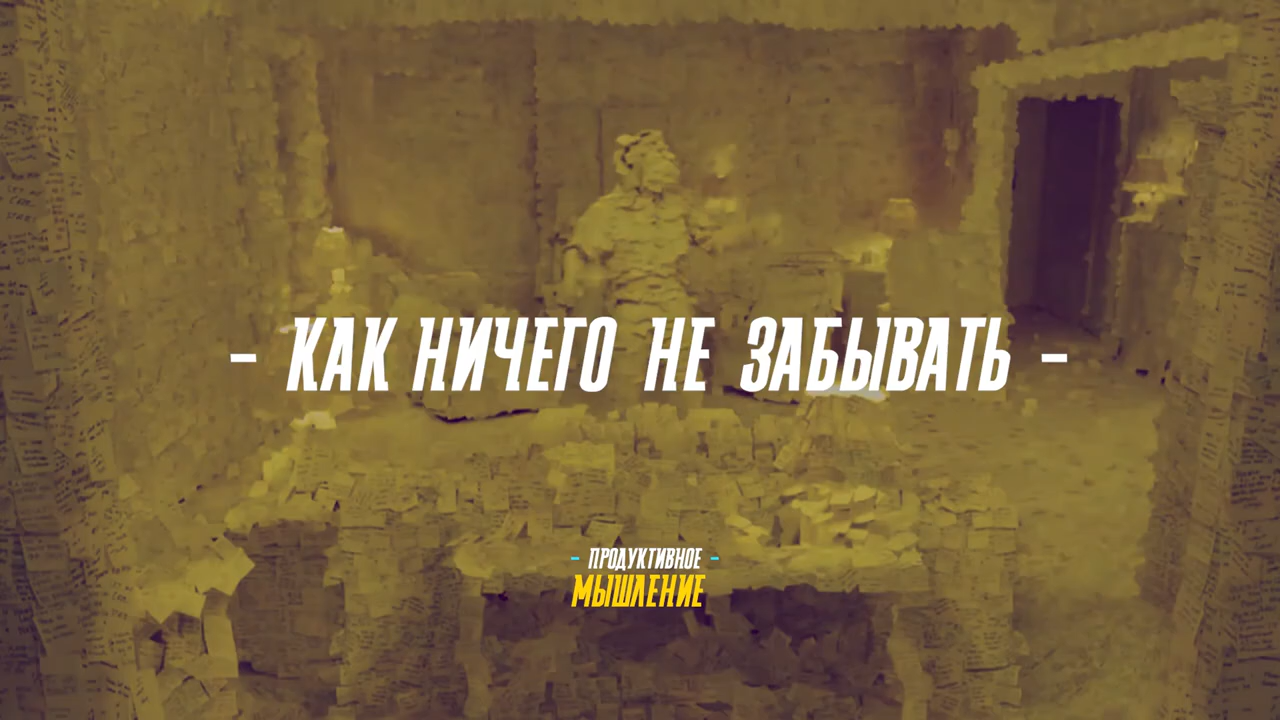 - КАК НИЧЕГО НЕ ЗАБЫВАТЬ -
- ПРОДУКТИВНОЕ -
МЫШЛЕНИЕ